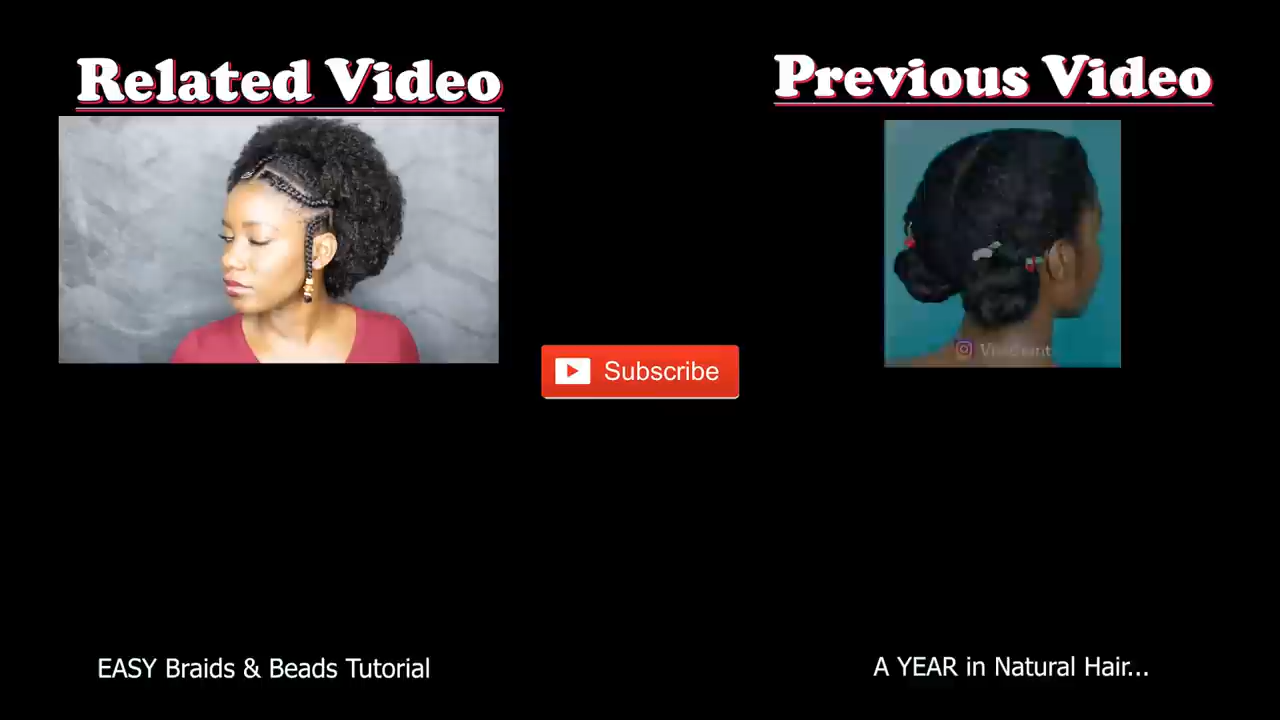 Related Video
Previous Video
Subscribe
EASY Braids & Beads Tutorial
A YEAR in Natural Hair...